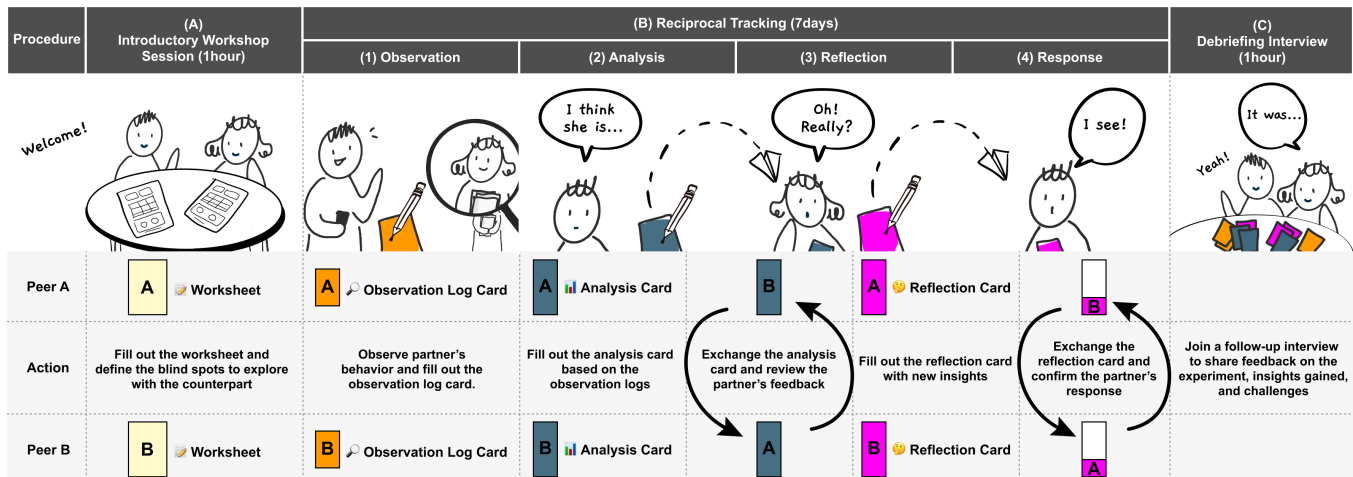 Procedure
(A)
Introductory Workshop
Session (1hour)
(B) Reciprocal Tracking (7days)
(1) Observation
(2) Analysis
(3) Reflection
(4) Response
(C)
Debriefing Interview
(1hour)
Welcome!
I think
she is...
Oh!
Really?
I see!
It was...
Yeah!
Peer A
A
Worksheet
A
Observation Log Card
A
Analysis Card
B
A
Reflection Card
B
Action
Fill out the worksheet and
define the blind spots to explore
with the counterpart
Observe partner's
behavior and fill out the
observation log card.
Fill out the analysis card
based on the
observation logs
Exchange the analysis
card and review the
partner's feedback
Fill out the reflection card
with new insights
Exchange the
reflection card and
confirm the partner's
response
Join a follow-up interview
to share feedback on the
experiment, insights gained,
and challenges
Peer B
B
Worksheet
B
Observation Log Card
B
Analysis Card
A
B
Reflection Card
A